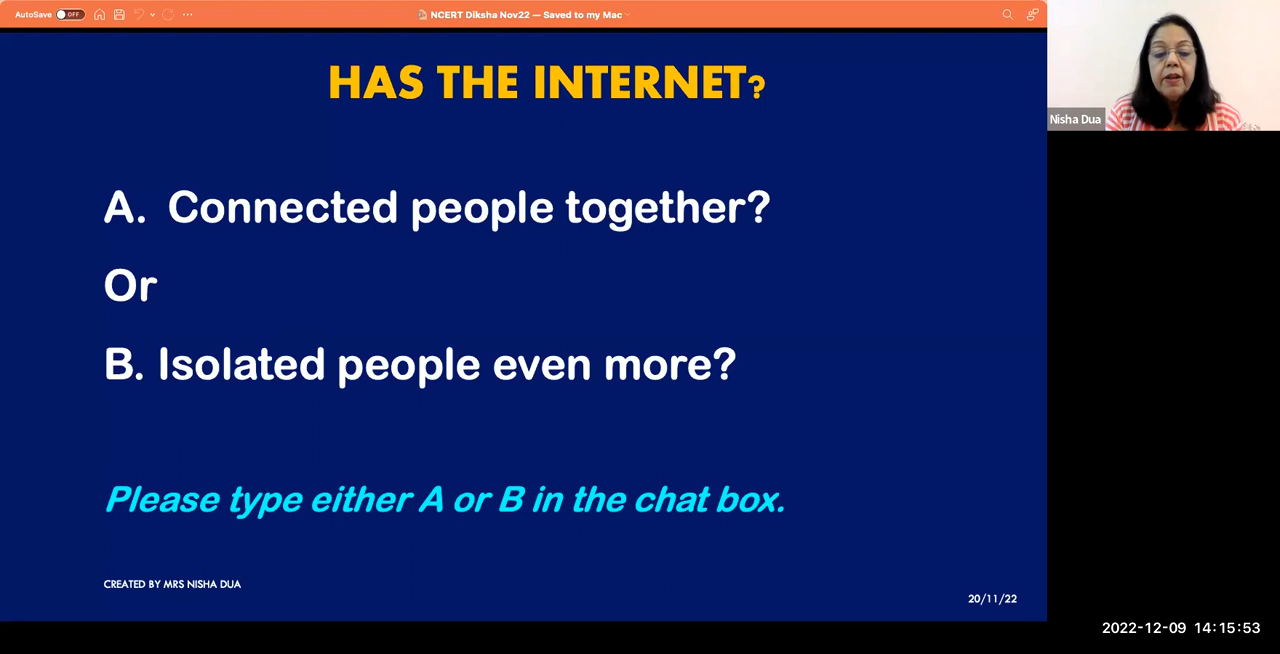 AutoSave OFF
NCERT Diksha Nov22 — Saved to my Mac
HAS THE INTERNET?
A. Connected people together?
Or
B. Isolated people even more?
Please type either A or B in the chat box.
CREATED BY MRS NISHA DUA
20/11/22
Nisha Dua
2022-12-09 14:15:53